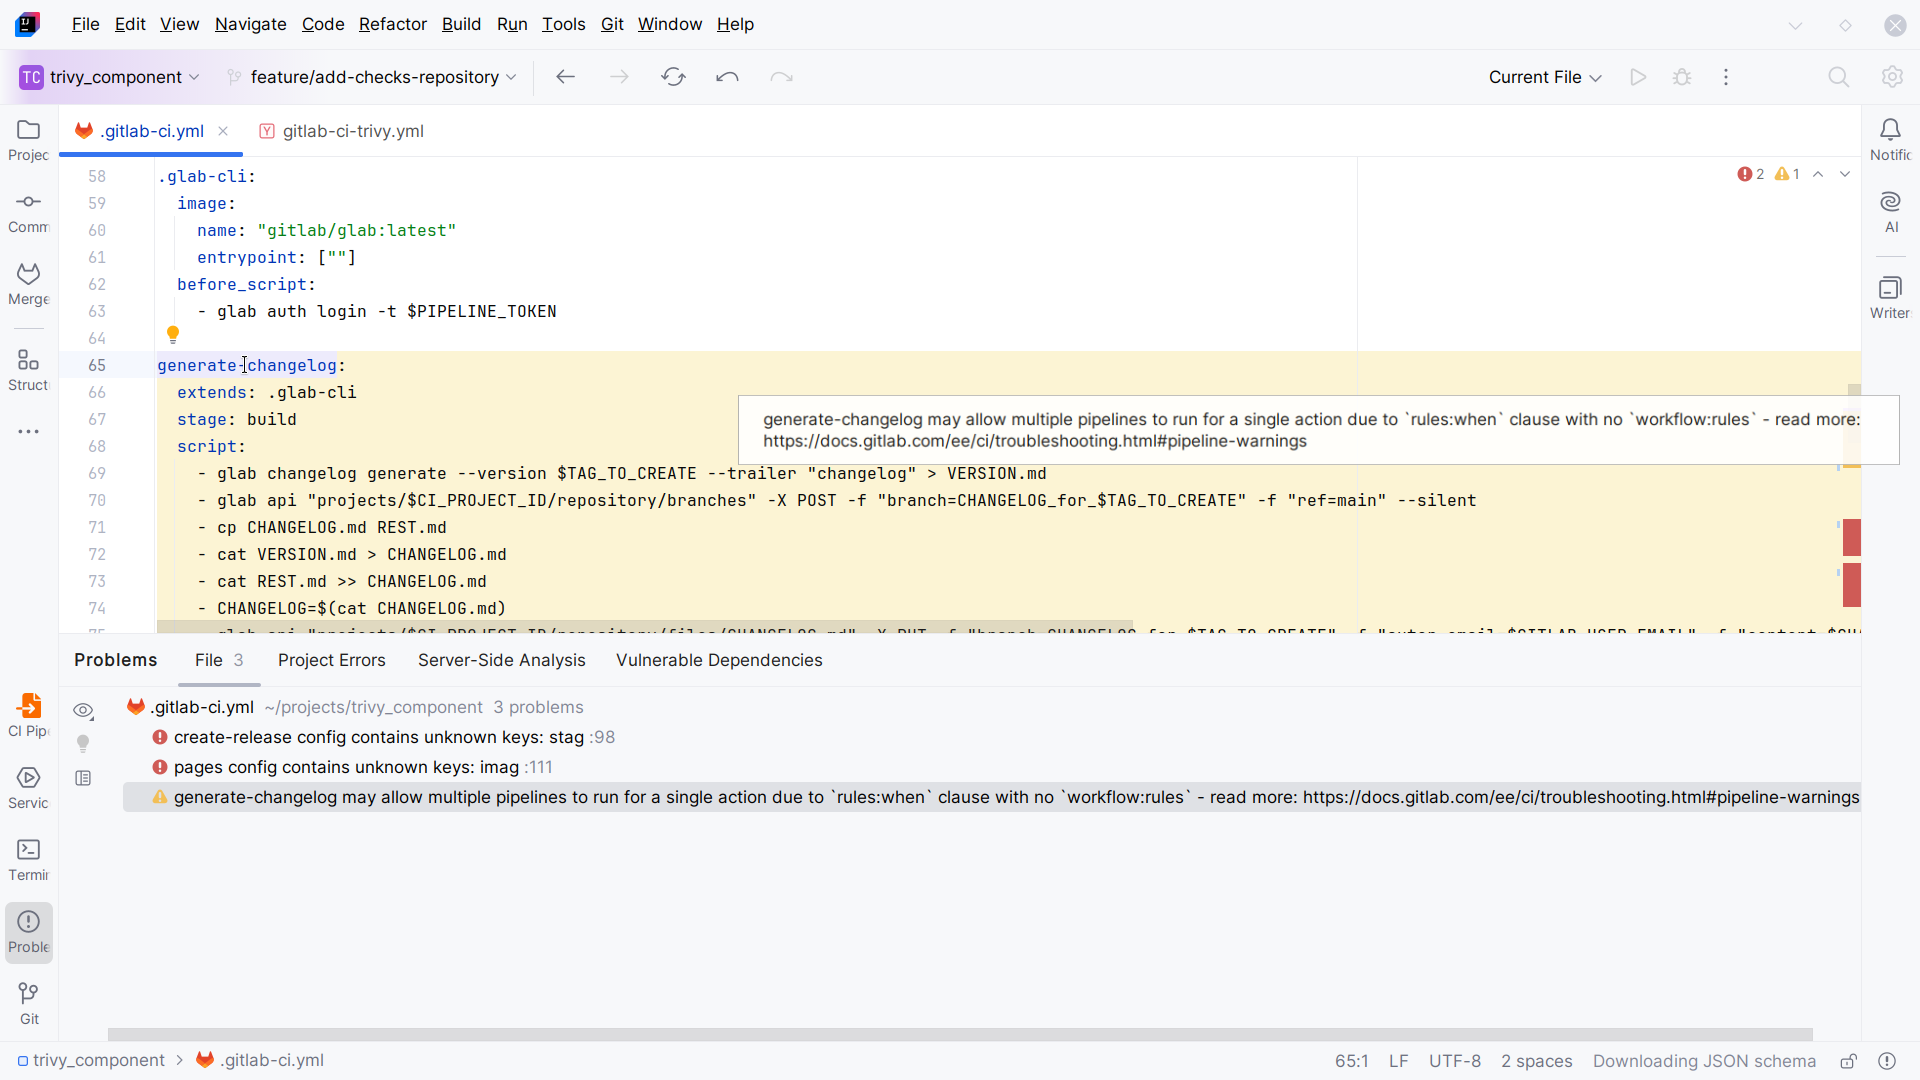 File Edit View Navigate Code Refactor Build Run Tools Git Window Help
TC trivy_component feature/add-checks-repository Current File
.gitlab-ci.yml gitlab-ci-trivy.yml
Projec
Comm
Merge
Struct
CI Pip
Servic
Termir
Proble
Git
Notific
AI
Writer
2 1
58 .glab-cli:
59 image:
60 name: "gitlab/glab:latest"
61 entrypoint: [""]
62 before_script:
63 - glab auth login -t $PIPELINE_TOKEN
64
65 generate-changelog:
66 extends: .glab-cli
67 stage: build
68 script:
generate-changelog may allow multiple pipelines to run for a single action due to `rules:when` clause with no `workflow:rules` - read more:
https://docs.gitlab.com/ee/ci/troubleshooting.html#pipeline-warnings
69 - glab changelog generate --version $TAG_TO_CREATE --trailer "changelog" > VERSION.md
70 - glab api "projects/$CI_PROJECT_ID/repository/branches" -X POST -f "branch=CHANGELOG_for_$TAG_TO_CREATE" -f "ref=main" --silent
71 - cp CHANGELOG.md REST.md
72 - cat VERSION.md > CHANGELOG.md
73 - cat REST.md >> CHANGELOG.md
74 - CHANGELOG=$(cat CHANGELOG.md)
Problems File 3 Project Errors Server-Side Analysis Vulnerable Dependencies
.gitlab-ci.yml ~/projects/trivy_component 3 problems
create-release config contains unknown keys: stag :98
pages config contains unknown keys: imag :111
generate-changelog may allow multiple pipelines to run for a single action due to `rules:when` clause with no `workflow:rules` - read more: https://docs.gitlab.com/ee/ci/troubleshooting.html#pipeline-warnings
trivy_component > .gitlab-ci.yml 65:1 LF UTF-8 2 spaces Downloading JSON schema